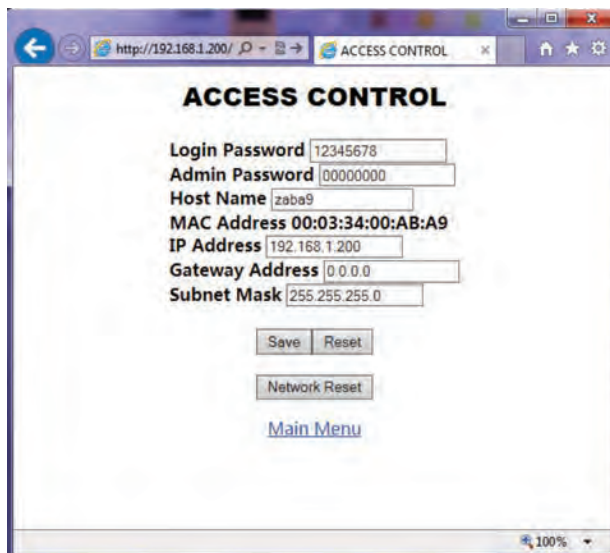 http://192.168.1.200/
ACCESS CONTROL
ACCESS CONTROL
Login Password 12345678
Admin Password 00000000
Host Name zaba9
MAC Address 00:03:34:00:AB:A9
IP Address 192.168.1.200
Gateway Address 0.0.0.0
Subnet Mask 255.255.255.0
Save Reset
Network Reset
Main Menu
100%